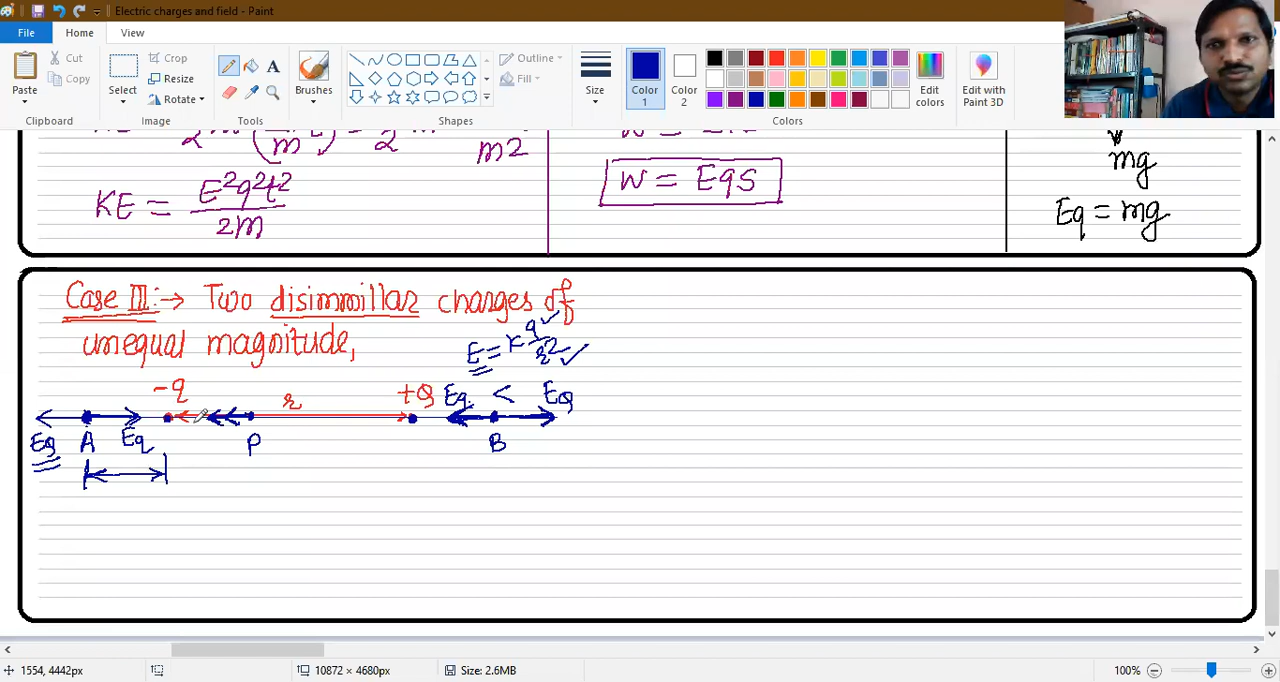 Electric charges and field - Paint
File Home View
Paste Cut Copy Select Crop Resize Rotate A Brushes Outline Fill Size Color 1 Color 2 Edit colors Edit with Paint 3D
Clipboard Image Tools Shapes Colors
m2
KE = E²q²t² / 2m
W = EqS
mg
Eq = mg
Case III :→ Two disimmillar charges of
unequal magnitude,
E = K q/r²
-q r +Q Eq < EQ
EQ A Eq P B
1554, 4442px 10872 × 4680px Size: 2.6MB 100%